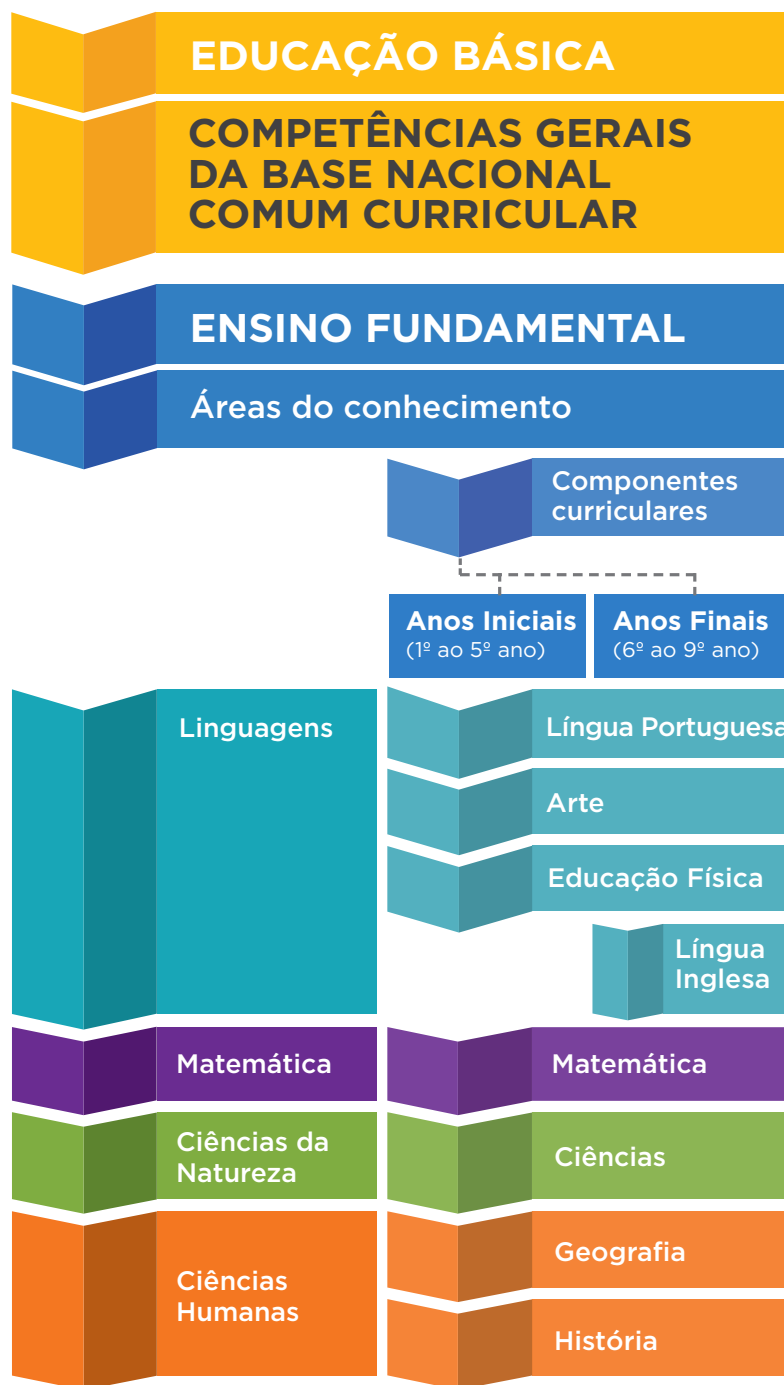 EDUCAÇÃO BÁSICA
COMPETÊNCIAS GERAIS
DA BASE NACIONAL
COMUM CURRICULAR
ENSINO FUNDAMENTAL
Áreas do conhecimento
Componentes
curriculares
Anos Iniciais
(1º ao 5º ano)
Anos Finais
(6º ao 9º ano)
Linguagens
Língua Portuguesa
Arte
Educação Física
Língua
Inglesa
Matemática
Matemática
Ciências da
Natureza
Ciências
Ciências
Humanas
Geografia
História